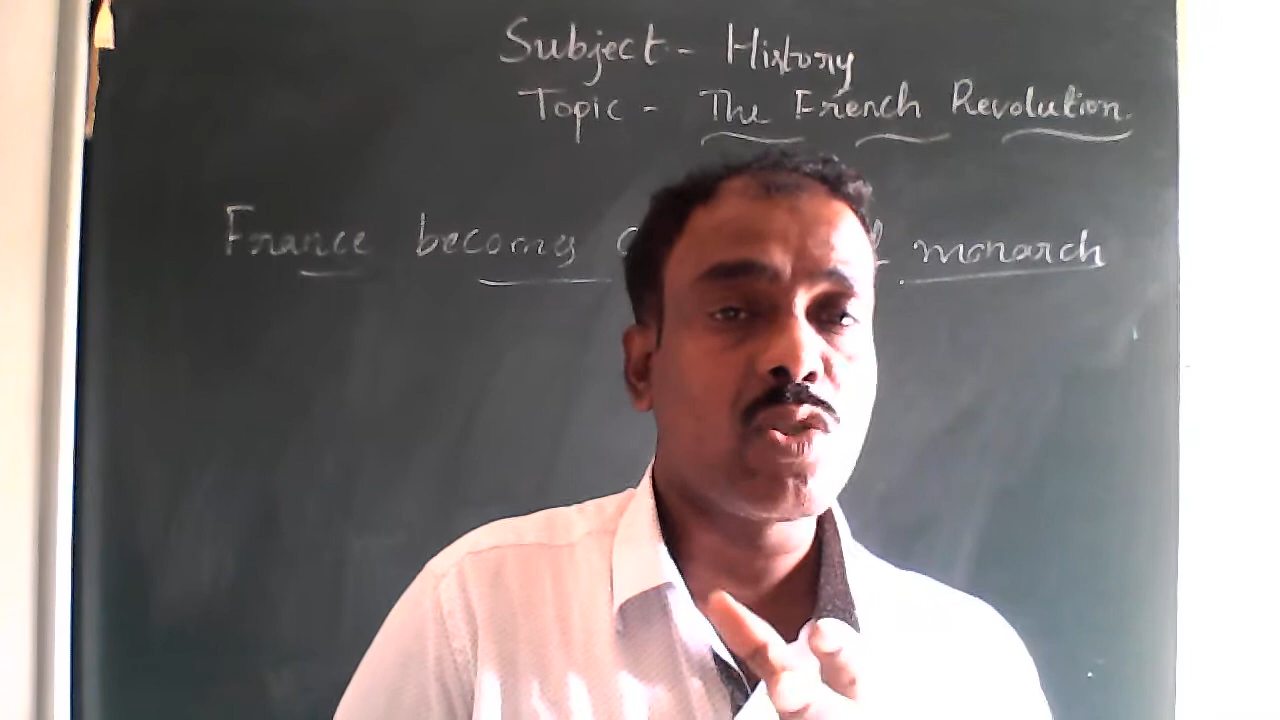 Subject - History
Topic - The French Revolution.
France becomes monarch